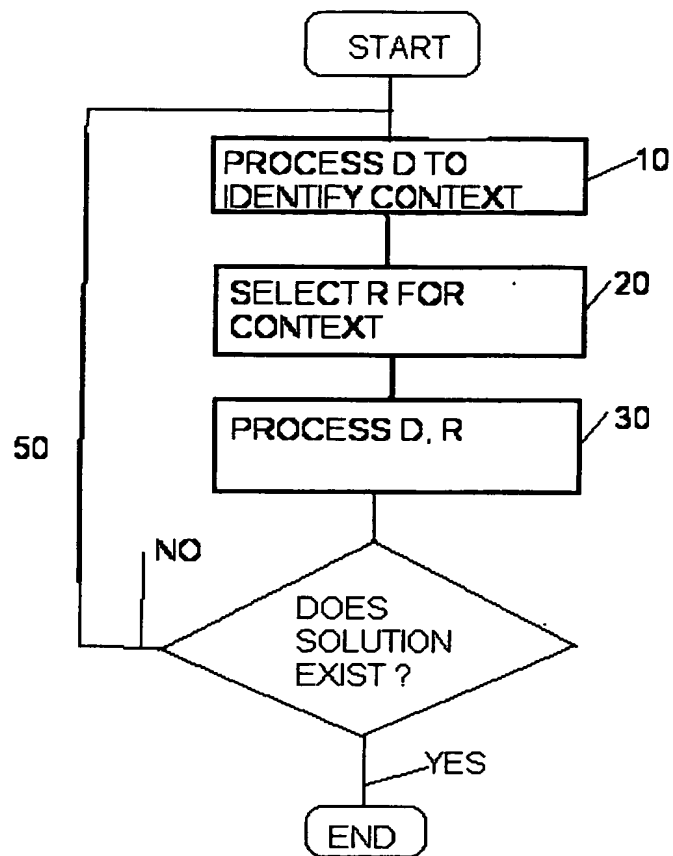 START
PROCESS D TO
IDENTIFY CONTEXT
10
SELECT R FOR
CONTEXT
20
PROCESS D, R
30
50
NO
DOES
SOLUTION
EXIST ?
YES
END